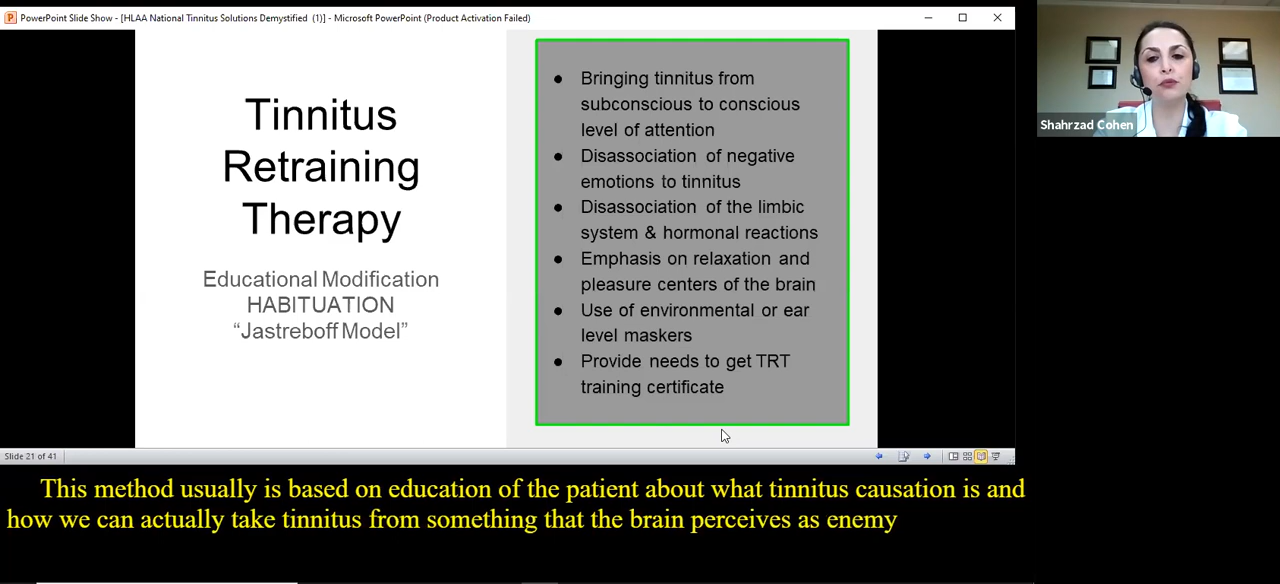 PowerPoint Slide Show - [HLAA National Tinnitus Solutions Demystified (1)] - Microsoft PowerPoint (Product Activation Failed)
Tinnitus
Retraining
Therapy
Educational Modification
HABITUATION
“Jastreboff Model”
● Bringing tinnitus from
subconscious to conscious
level of attention
● Disassociation of negative
emotions to tinnitus
● Disassociation of the limbic
system & hormonal reactions
● Emphasis on relaxation and
pleasure centers of the brain
● Use of environmental or ear
level maskers
● Provide needs to get TRT
training certificate
Shahrzad Cohen
Slide 21 of 41
This method usually is based on education of the patient about what tinnitus causation is and
how we can actually take tinnitus from something that the brain perceives as enemy